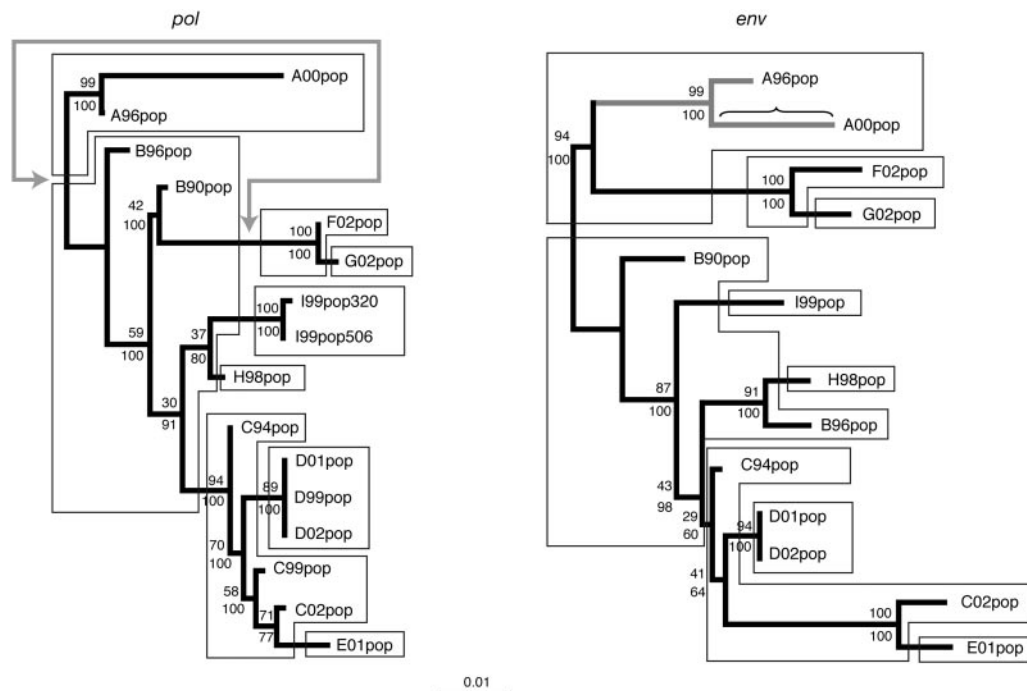 pol
99
100
A00pop
A96pop
B96pop
B90pop
42
100
100
100
F02pop
G02pop
100
100
I99pop320
I99pop506
59
100
37
80
H98pop
30
91
C94pop
94
100
89
100
D01pop
D99pop
D02pop
70
100
C99pop
58
100
71
77
C02pop
E01pop
0.01
env
99
100
A96pop
A00pop
94
100
100
100
F02pop
G02pop
B90pop
I99pop
87
100
91
100
H98pop
B96pop
C94pop
43
98
29
60
94
100
D01pop
D02pop
41
64
100
100
C02pop
E01pop